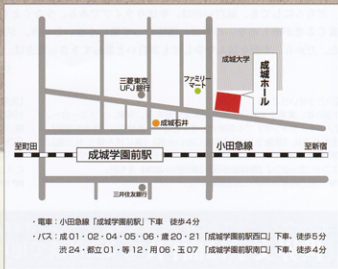 成城大学
成城ホール
三菱東京
UFJ銀行
ファミリー
マート
成城石井
至町田
成城学園前駅
小田急線
至新宿
三井住友銀行
・電車：小田急線「成城学園前駅」下車　徒歩4分
・バス：成01・02・04・05・06・歳20・21「成城学園前駅西口」下車、徒歩5分
渋24・都立01・等12・用06・玉07「成城学園前駅南口」下車、徒歩4分